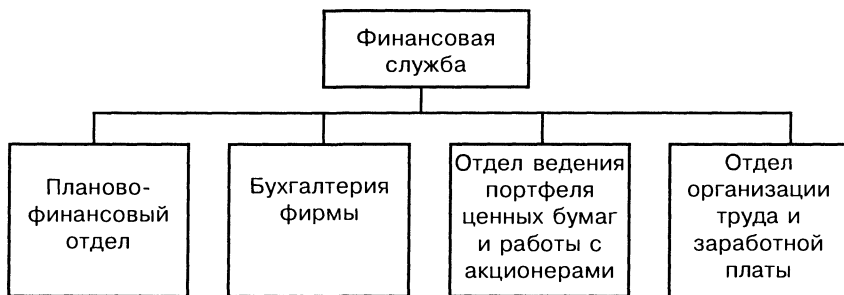 Финансовая
служба
Планово-
финансовый
отдел
Бухгалтерия
фирмы
Отдел ведения
портфеля
ценных бумаг
и работы с
акционерами
Отдел
организации
труда и
заработной
платы